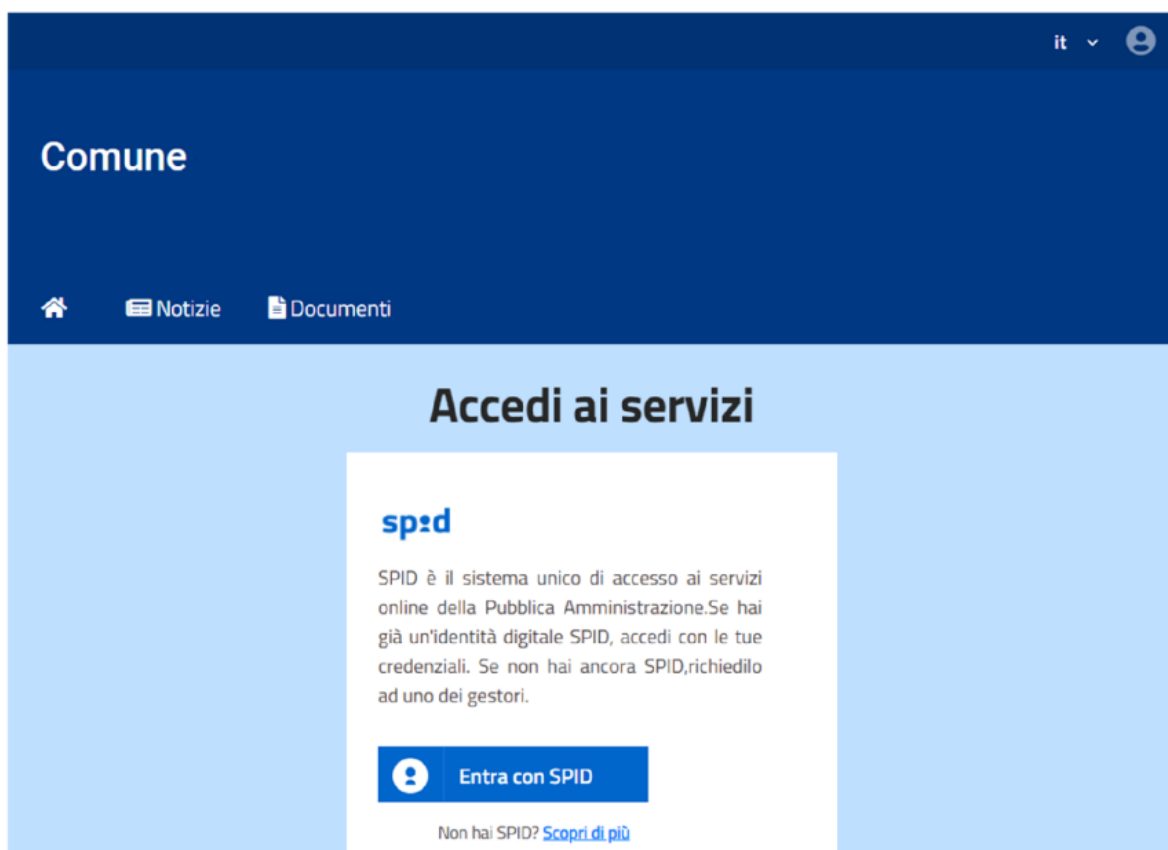 it
Comune
Notizie
Documenti
Accedi ai servizi
spid
SPID è il sistema unico di accesso ai servizi
online della Pubblica Amministrazione.Se hai
già un'identità digitale SPID, accedi con le tue
credenziali. Se non hai ancora SPID,richiedilo
ad uno dei gestori.
Entra con SPID
Non hai SPID? Scopri di più